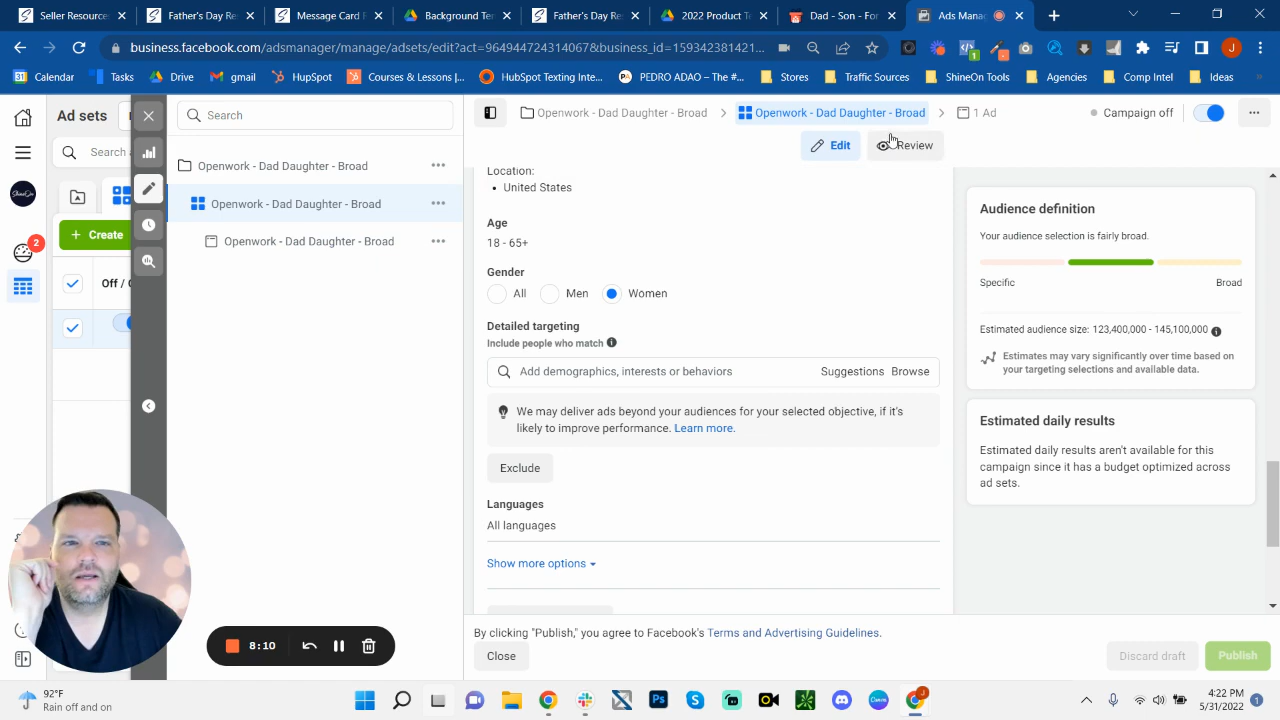 Seller Resourc
Father's Day Re
Message Card P
Background Tem
Father's Day Res
2022 Product T
Dad - Son - For
Ads Manag
business.facebook.com/adsmanager/manage/adsets/edit?act=964944724314067&business_id=159342381421...
Calendar Tasks Drive gmail HubSpot Courses & Lessons |... HubSpot Texting Inte... PEDRO ADAO – The #... Stores Traffic Sources ShineOn Tools Agencies Comp Intel Ideas »
Ad sets
Search
Openwork - Dad Daughter - Broad
Openwork - Dad Daughter - Broad
1 Ad
Campaign off
Edit
Review
Search a
2
+ Create
Off / C
Openwork - Dad Daughter - Broad
Openwork - Dad Daughter - Broad
Openwork - Dad Daughter - Broad
Location:
• United States
Age
18 - 65+
Gender
All Men Women
Detailed targeting
Include people who match
Add demographics, interests or behaviors Suggestions Browse
We may deliver ads beyond your audiences for your selected objective, if it's
likely to improve performance. Learn more.
Exclude
Languages
All languages
Show more options
Audience definition
Your audience selection is fairly broad.
Specific Broad
Estimated audience size: 123,400,000 - 145,100,000
Estimates may vary significantly over time based on
your targeting selections and available data.
Estimated daily results
Estimated daily results aren't available for this
campaign since it has a budget optimized across
ad sets.
By clicking "Publish," you agree to Facebook's Terms and Advertising Guidelines.
Close
Discard draft
Publish
8:10
92°F
Rain off and on
4:22 PM
5/31/2022
1